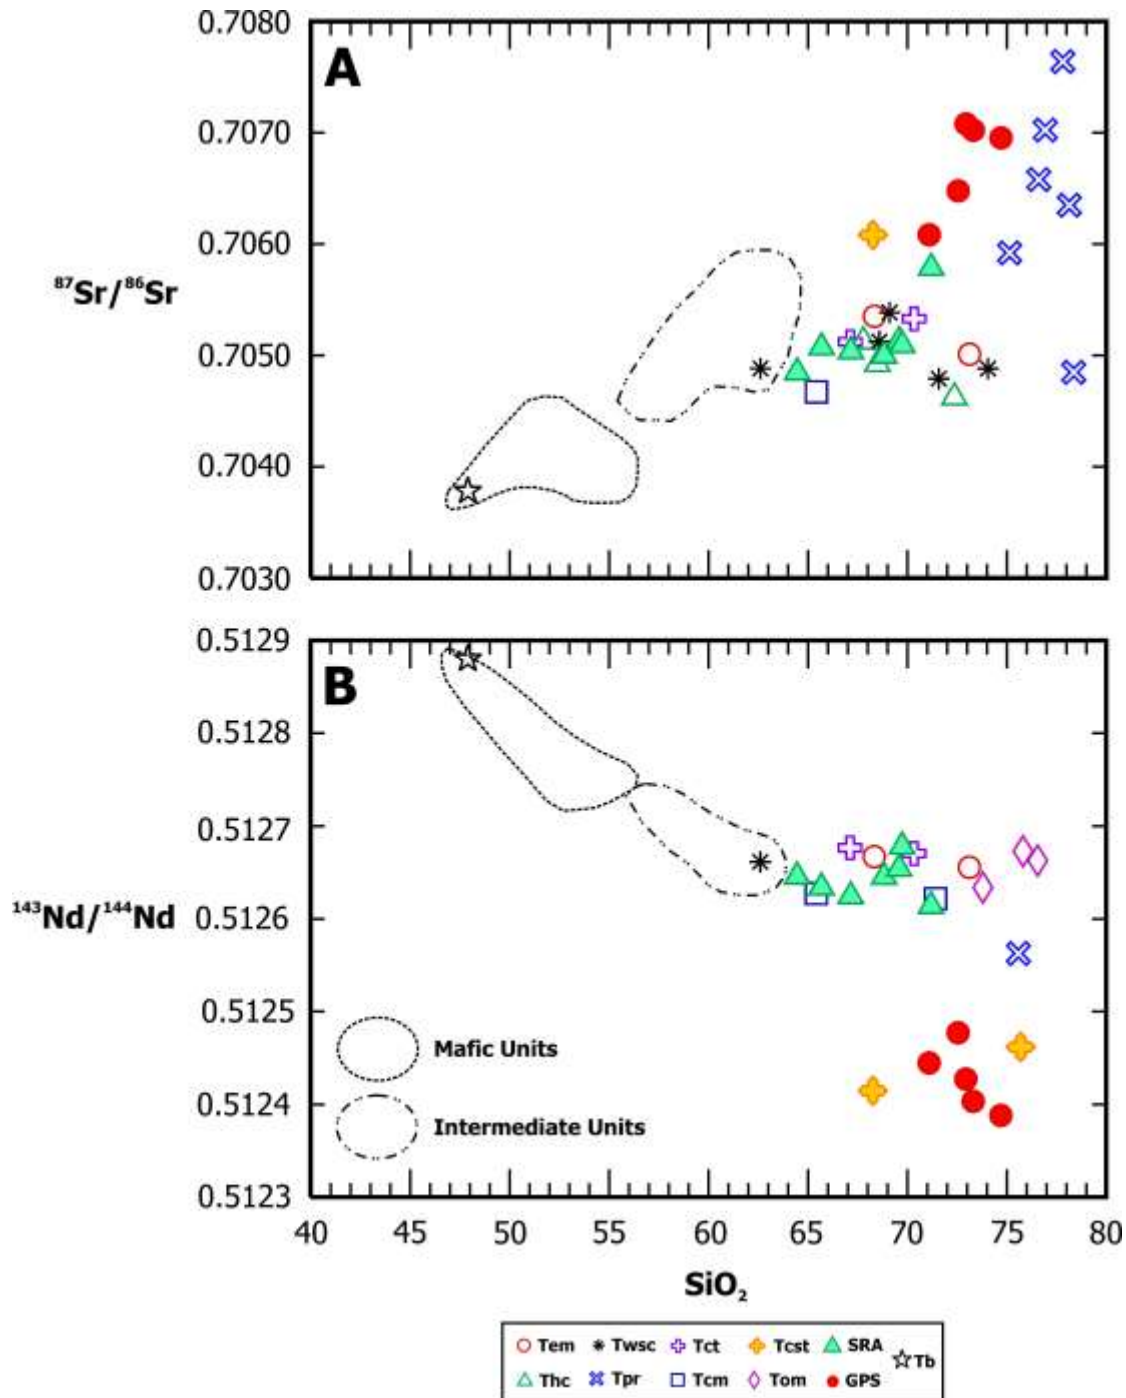 A
0.7080
0.7070
0.7060
⁸⁷Sr/⁸⁶Sr
0.7050
0.7040
0.7030
B
0.5129
0.5128
0.5127
0.5126
¹⁴³Nd/¹⁴⁴Nd
0.5125
0.5124
0.5123
Mafic Units
Intermediate Units
40 45 50 55 60 65 70 75 80
SiO₂
Tem Twsc Tct Tcst SRA Tb
Thc Tpr Tcm Tom GPS